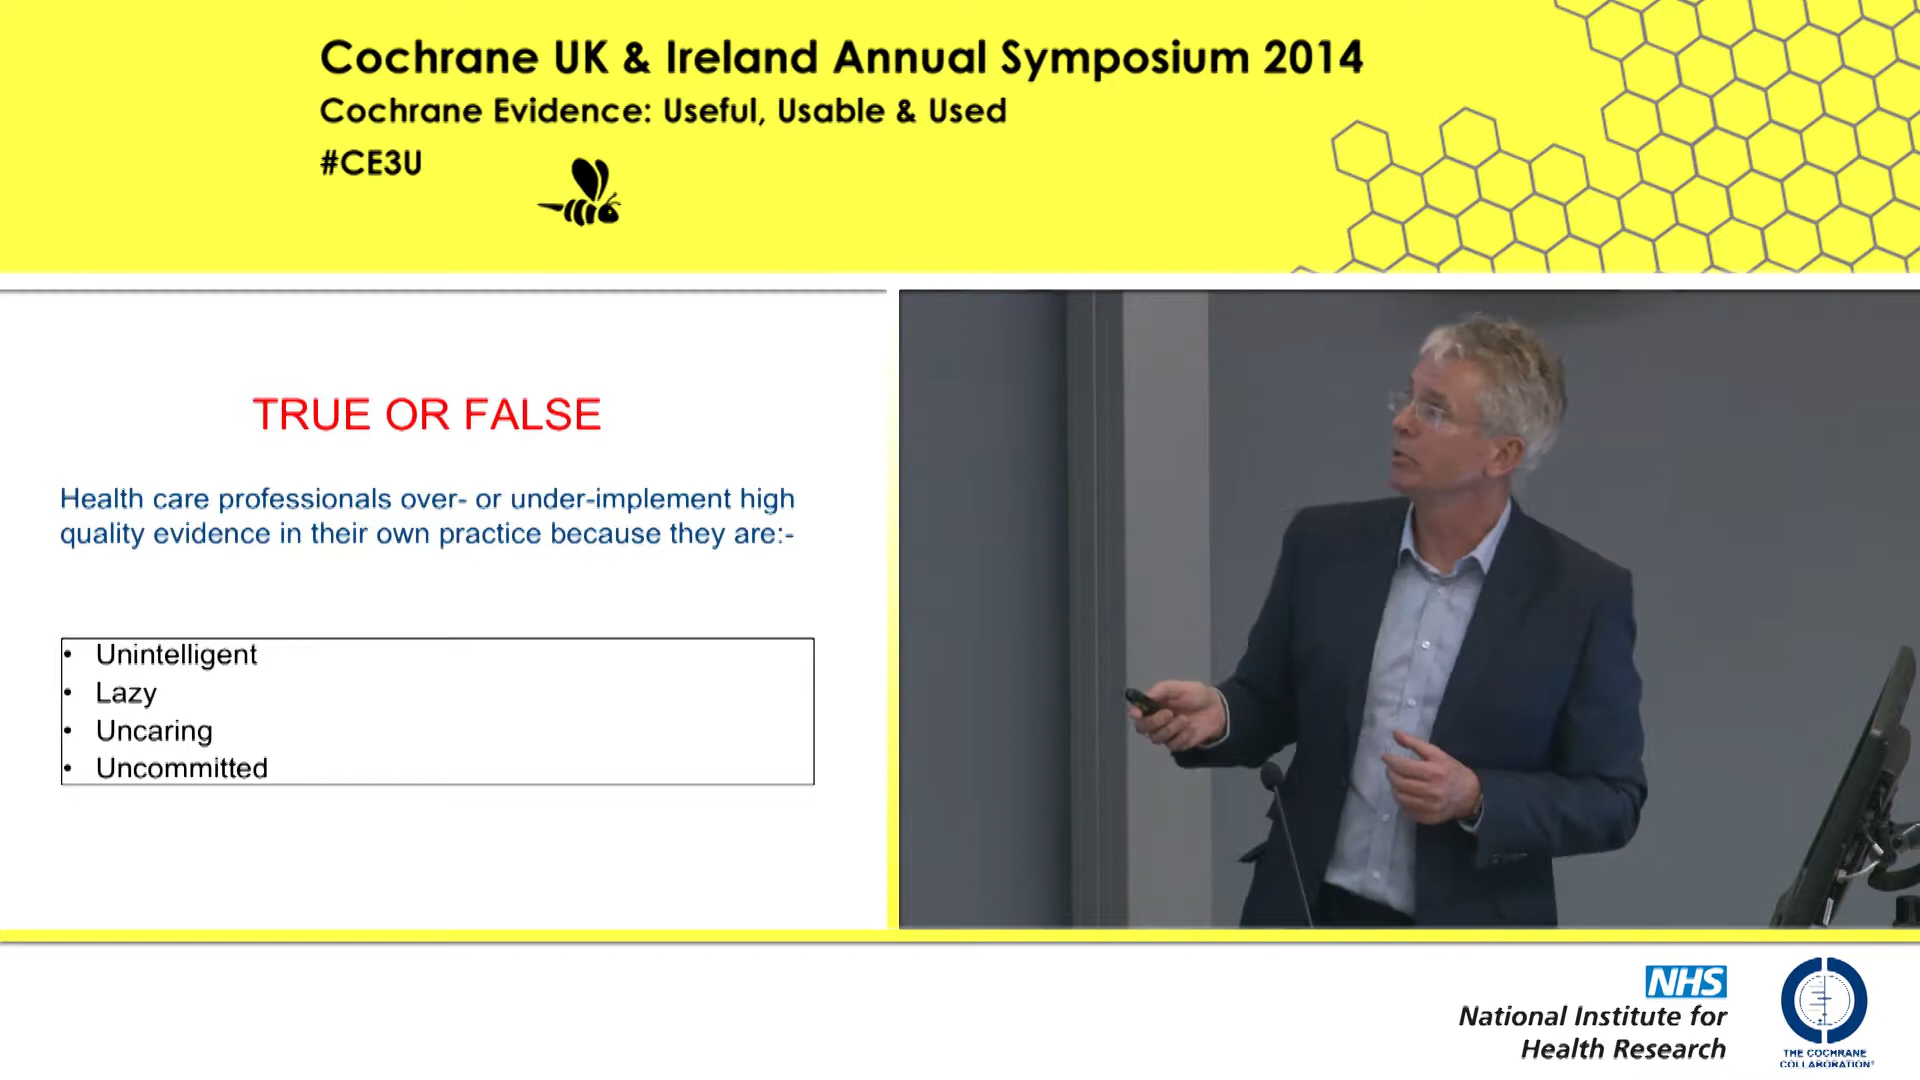 Cochrane UK & Ireland Annual Symposium 2014
Cochrane Evidence: Useful, Usable & Used
#CE3U
TRUE OR FALSE
Health care professionals over- or under-implement high
quality evidence in their own practice because they are:-
• Unintelligent
• Lazy
• Uncaring
• Uncommitted
NHS
National Institute for
Health Research
THE COCHRANE
COLLABORATION®